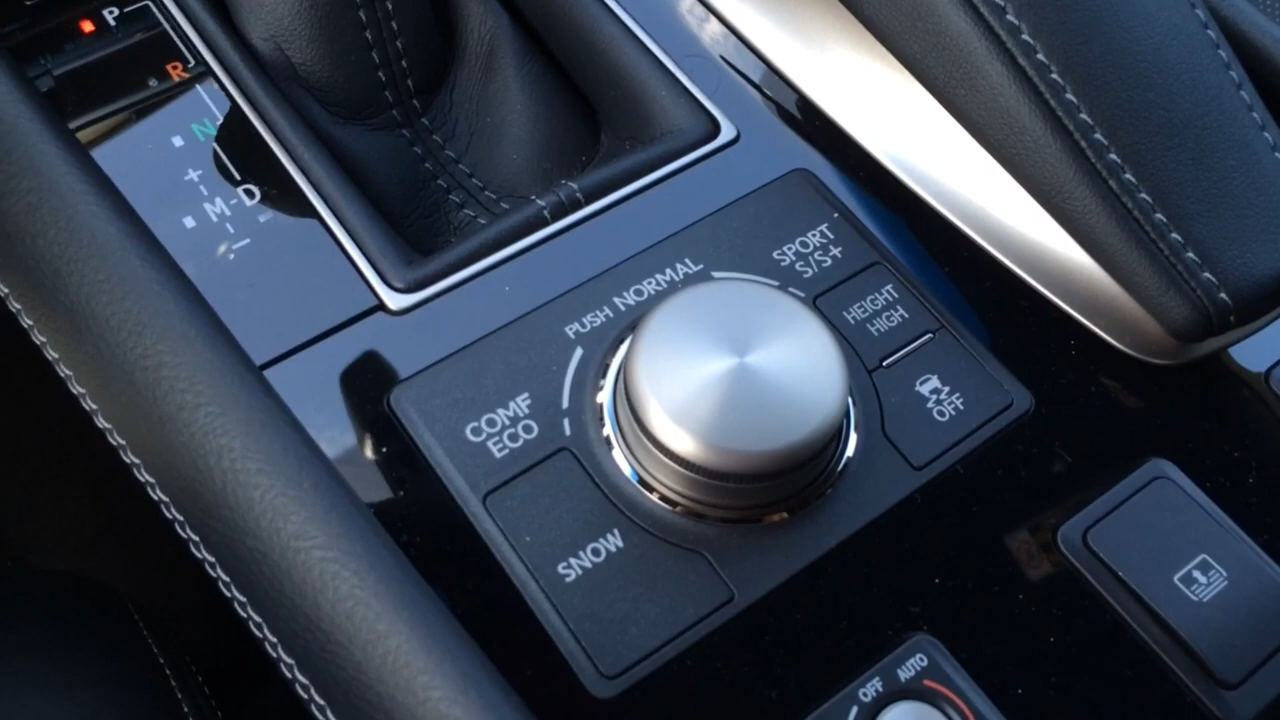 P
R
N
+
M-D
-
PUSH NORMAL
SPORT
S/S+
HEIGHT
HIGH
OFF
COMF
ECO
SNOW
OFF AUTO